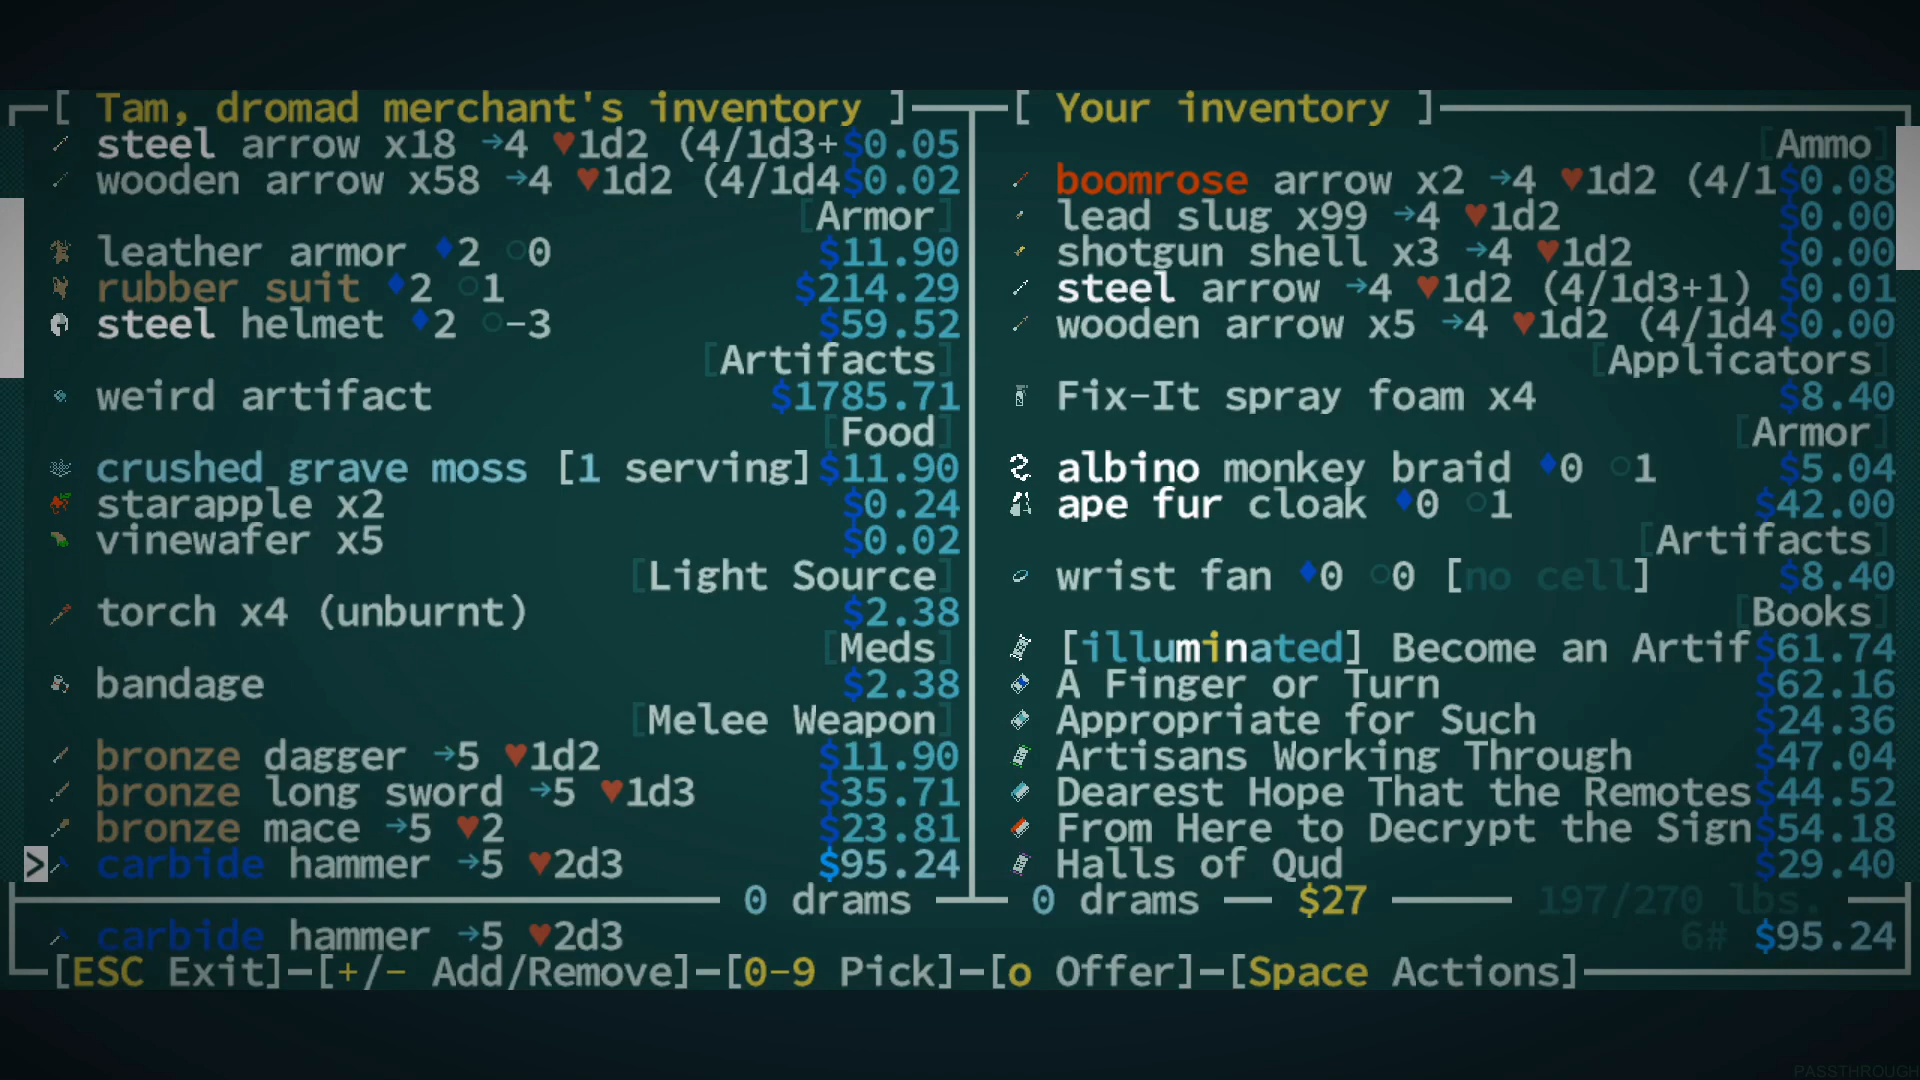 [ Tam, dromad merchant's inventory ]
steel arrow x18 →4 ♥1d2 (4/1d3+$0.05
wooden arrow x58 →4 ♥1d2 (4/1d4$0.02
[Armor]
leather armor ♦2 ○0 $11.90
rubber suit ♦2 ○1 $214.29
steel helmet ♦2 ○-3 $59.52
[Artifacts]
weird artifact $1785.71
[Food]
crushed grave moss [1 serving] $11.90
starapple x2 $0.24
vinewafer x5 $0.02
[Light Source]
torch x4 (unburnt) $2.38
[Meds]
bandage $2.38
[Melee Weapon]
bronze dagger →5 ♥1d2 $11.90
bronze long sword →5 ♥1d3 $35.71
bronze mace →5 ♥2 $23.81
> carbide hammer →5 ♥2d3 $95.24
0 drams
[ Your inventory ]
[Ammo]
boomrose arrow x2 →4 ♥1d2 (4/1$0.08
lead slug x99 →4 ♥1d2 $0.00
shotgun shell x3 →4 ♥1d2 $0.00
steel arrow →4 ♥1d2 (4/1d3+1) $0.01
wooden arrow x5 →4 ♥1d2 (4/1d4$0.00
[Applicators]
Fix-It spray foam x4 $8.40
[Armor]
albino monkey braid ♦0 ○1 $5.04
ape fur cloak ♦0 ○1 $42.00
[Artifacts]
wrist fan ♦0 ○0 [no cell] $8.40
[Books]
[illuminated] Become an Artif$61.74
A Finger or Turn $62.16
Appropriate for Such $24.36
Artisans Working Through $47.04
Dearest Hope That the Remotes$44.52
From Here to Decrypt the Sign$54.18
Halls of Qud $29.40
0 drams $27 197/270 lbs.
carbide hammer →5 ♥2d3 6# $95.24
[ESC Exit]-[+/- Add/Remove]-[0-9 Pick]-[o Offer]-[Space Actions]
PASSTHROUGH